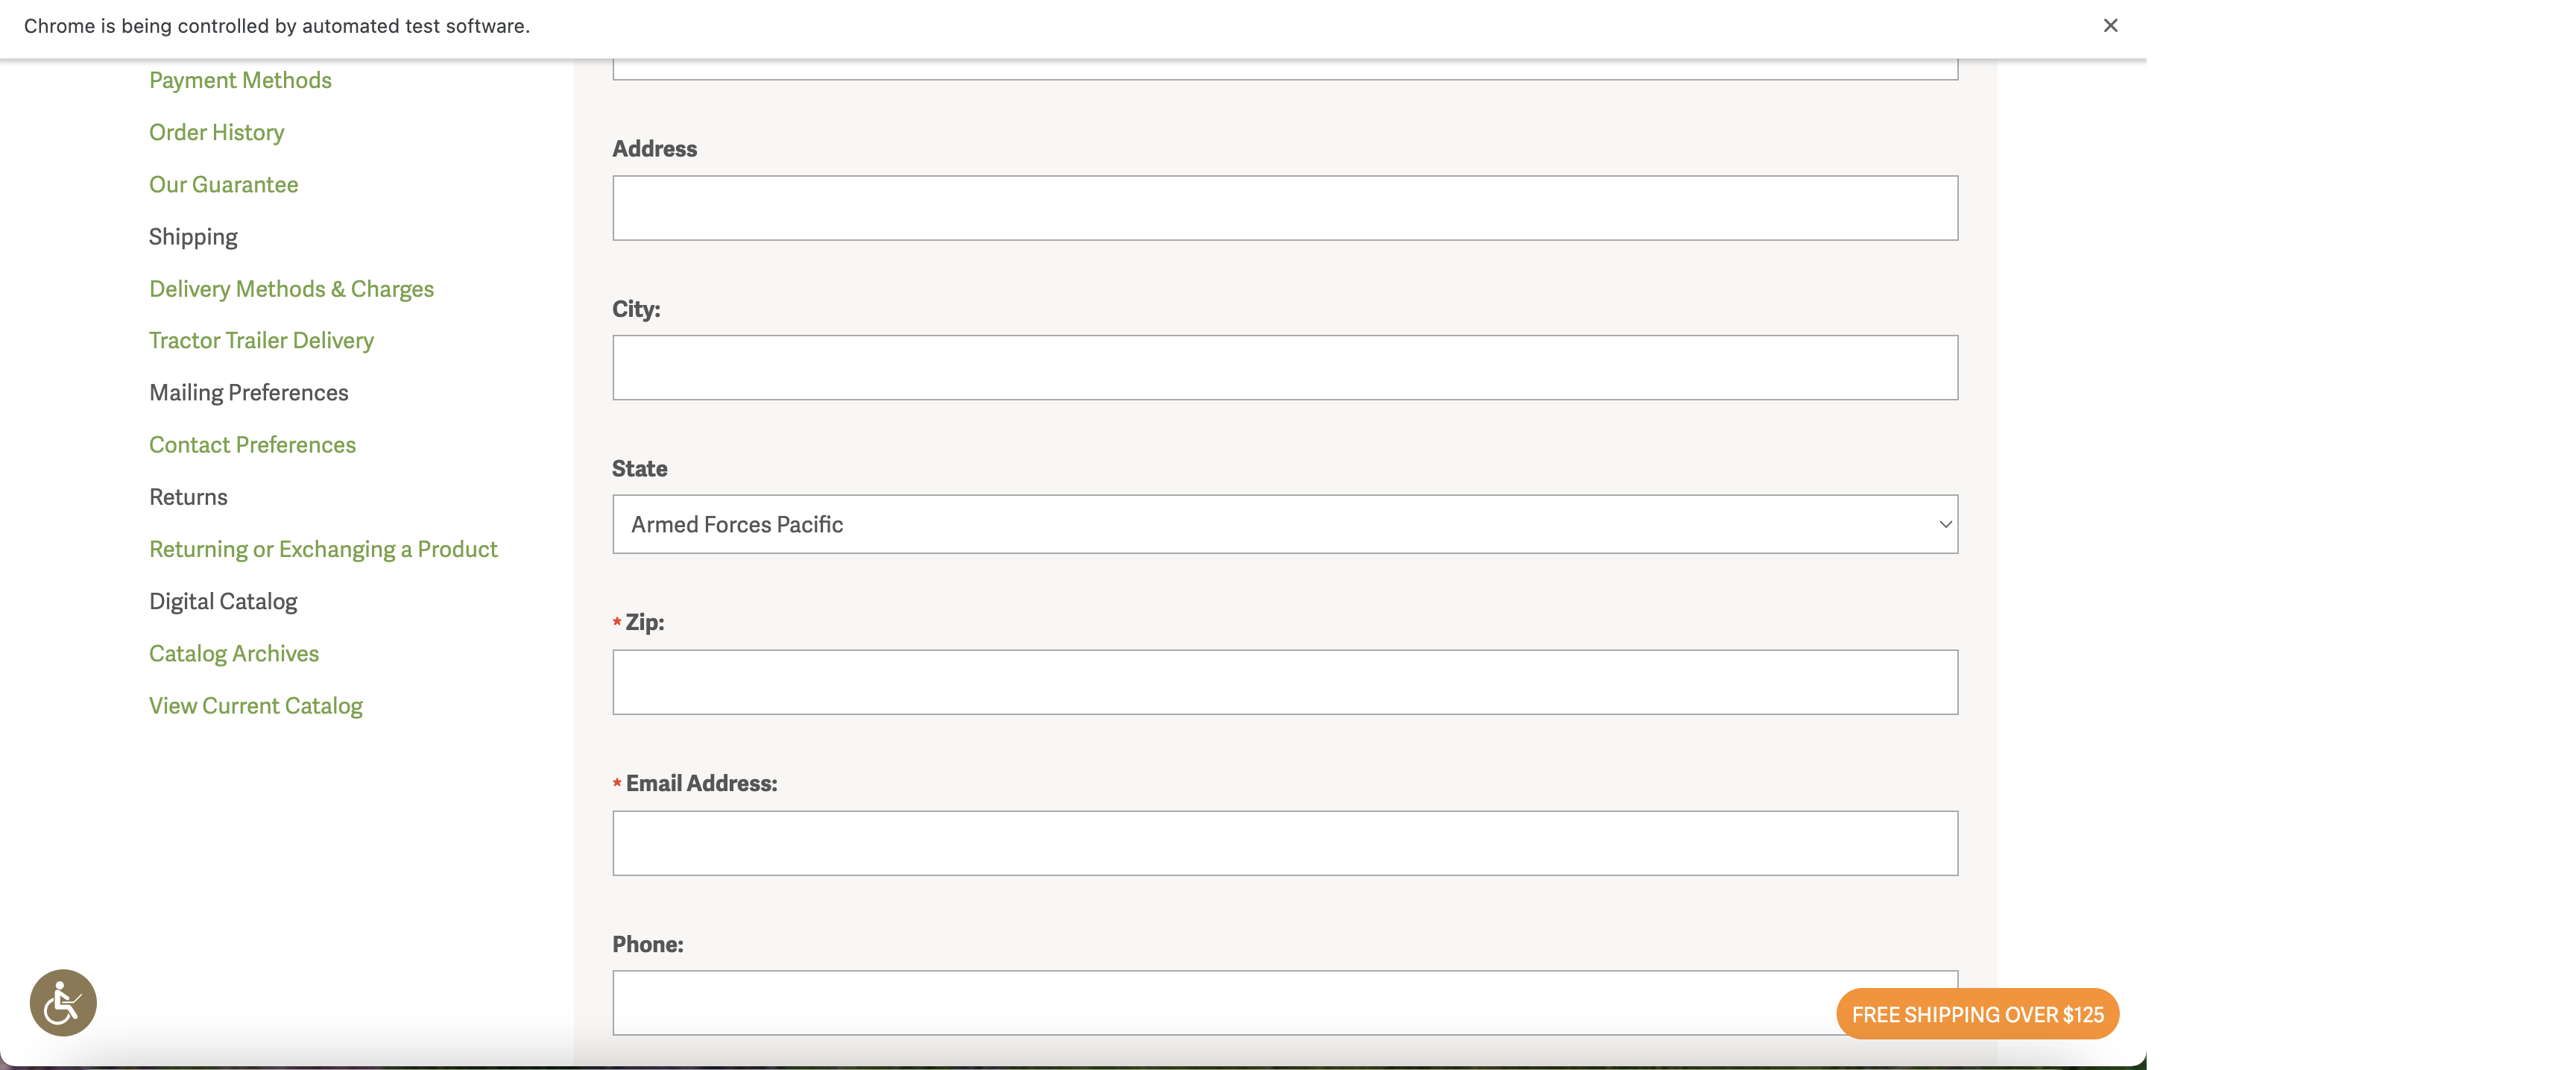 Chrome is being controlled by automated test software.
Payment Methods
Order History
Our Guarantee
Shipping
Delivery Methods & Charges
Tractor Trailer Delivery
Mailing Preferences
Contact Preferences
Returns
Returning or Exchanging a Product
Digital Catalog
Catalog Archives
View Current Catalog
Address
City:
State
Armed Forces Pacific
* Zip:
* Email Address:
Phone:
FREE SHIPPING OVER $125